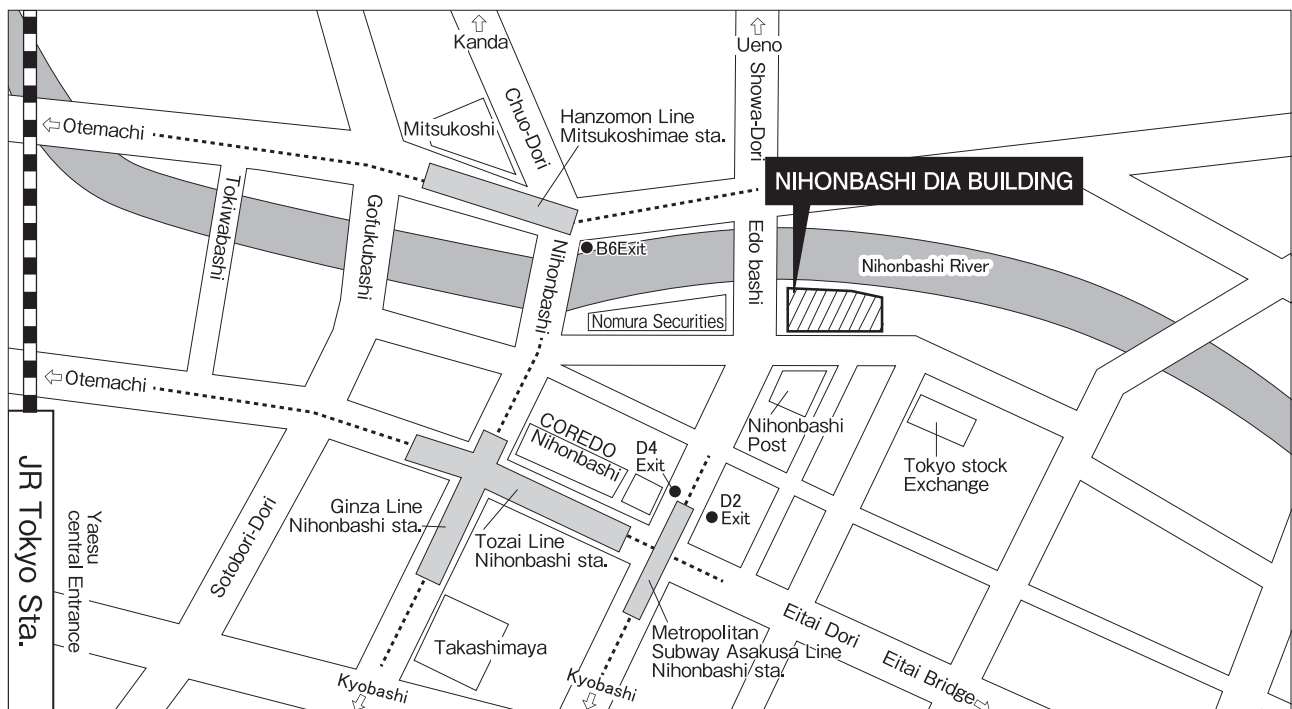 Kanda
Ueno
Otemachi
Mitsukoshi
Chuo-Dori
Hanzomon Line
Mitsukoshimae sta.
Showa-Dori
NIHONBASHI DIA BUILDING
Tokiwabashi
Gofukubashi
Nihonbashi
B6Exit
Edo bashi
Nihonbashi River
Nomura Securities
Otemachi
COREDO
Nihonbashi
D4
Exit
Nihonbashi
Post
Tokyo stock
Exchange
D2
Exit
Ginza Line
Nihonbashi sta.
Tozai Line
Nihonbashi sta.
JR Tokyo Sta.
Yaesu
central Entrance
Sotobori-Dori
Takashimaya
Metropolitan
Subway Asakusa Line
Nihonbashi sta.
Eitai Dori
Eitai Bridge
Kyobashi
Kyobashi